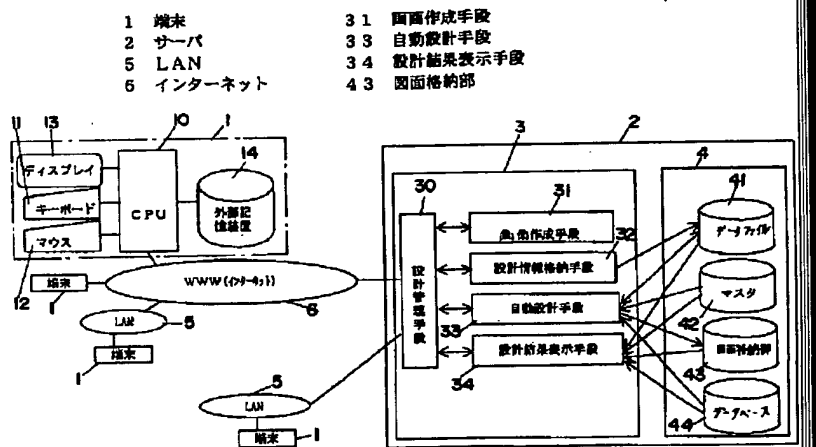 1 端末
2 サーバ
5 LAN
6 インターネット
31 画面作成手段
33 自動設計手段
34 設計結果表示手段
43 図面格納部
11
13
10
1
ディスプレイ
キーボード
マウス
CPU
14
外部記憶装置
12
端末
1
WWW(インターネット)
6
LAN
5
端末
1
5
LAN
端末
1
2
3
4
30
設計管理手段
31
作成手段
32
設計情報格納手段
自動設計手段
33
設計結果表示手段
34
41
データファイル
マスタ
42
43
データベース
44